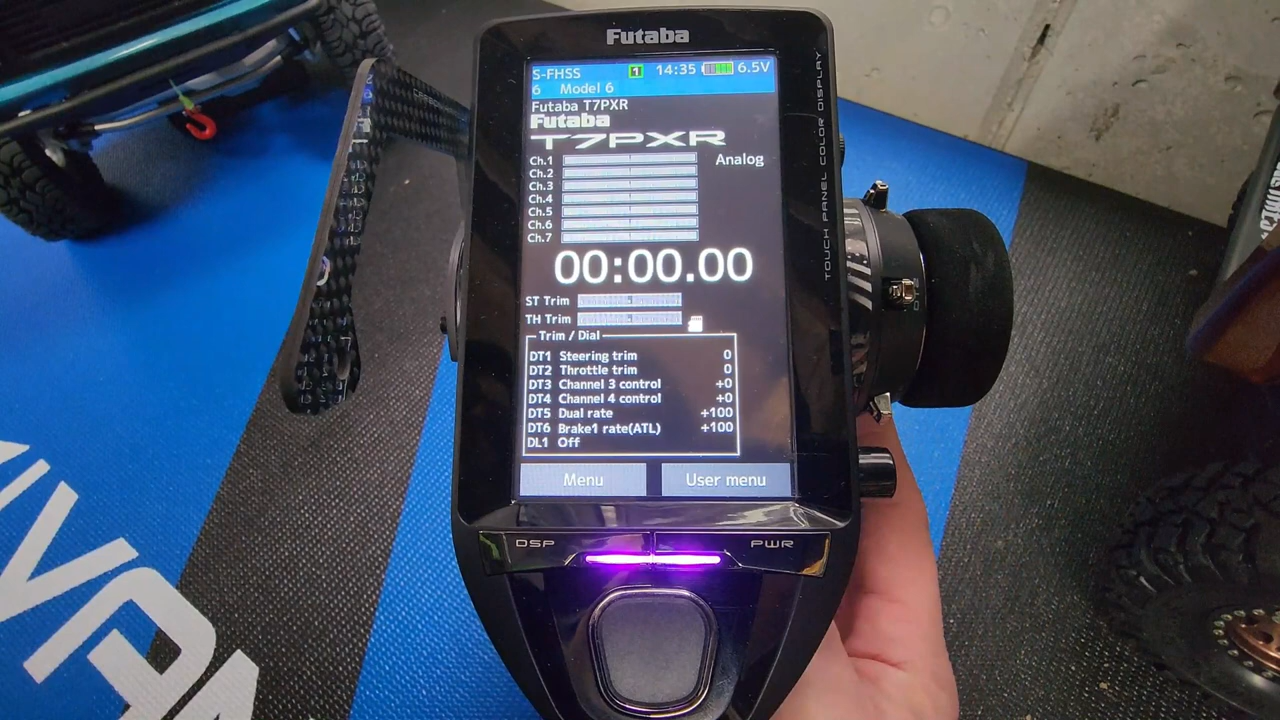 Futaba
S-FHSS 1 14:35 6.5V
6 Model 6
Futaba T7PXR
Futaba
T7PXR
Ch.1 Analog
Ch.2
Ch.3
Ch.4
Ch.5
Ch.6
Ch.7
00:00.00
ST Trim
TH Trim
Trim / Dial
DT1 Steering trim 0
DT2 Throttle trim 0
DT3 Channel 3 control +0
DT4 Channel 4 control +0
DT5 Dual rate +100
DT6 Brake1 rate(ATL) +100
DL1 Off
Menu User menu
DSP PWR
TOUCH PANEL COLOR DISPLAY